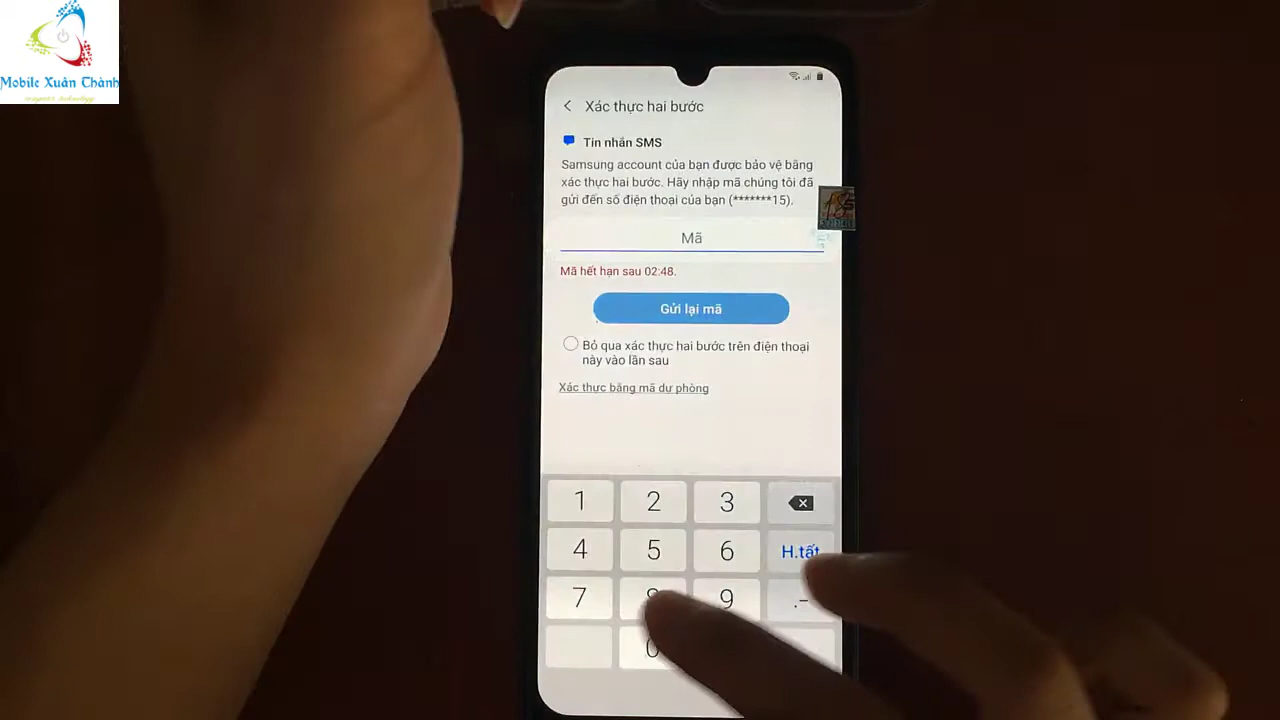 Mobile Xuân Thành
Xác thực hai bước
Tin nhắn SMS
Samsung account của bạn được bảo vệ bằng
xác thực hai bước. Hãy nhập mã chúng tôi đã
gửi đến số điện thoại của bạn (*******15).
Mã
Mã hết hạn sau 02:48.
Gửi lại mã
Bỏ qua xác thực hai bước trên điện thoại
này vào lần sau
Xác thực bằng mã dự phòng
1 2 3
4 5 6 H.tất
7 8 9 .-
0